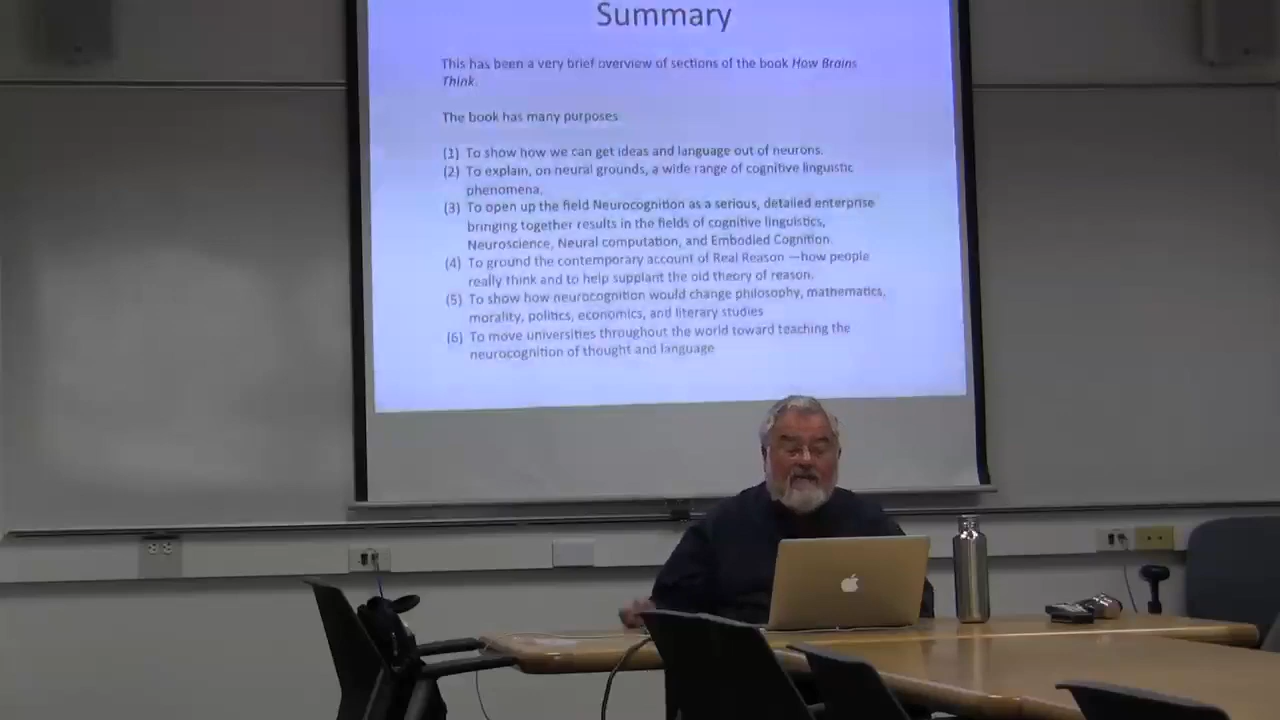 Summary
This has been a very brief overview of sections of the book How Brains
Think.
The book has many purposes
(1) To show how we can get ideas and language out of neurons.
(2) To explain, on neural grounds, a wide range of cognitive linguistic
phenomena.
(3) To open up the field Neurocognition as a serious, detailed enterprise
bringing together results in the fields of cognitive linguistics,
Neuroscience, Neural computation, and Embodied Cognition.
(4) To ground the contemporary account of Real Reason —how people
really think and to help supplant the old theory of reason.
(5) To show how neurocognition would change philosophy, mathematics,
morality, politics, economics, and literary studies
(6) To move universities throughout the world toward teaching the
neurocognition of thought and language